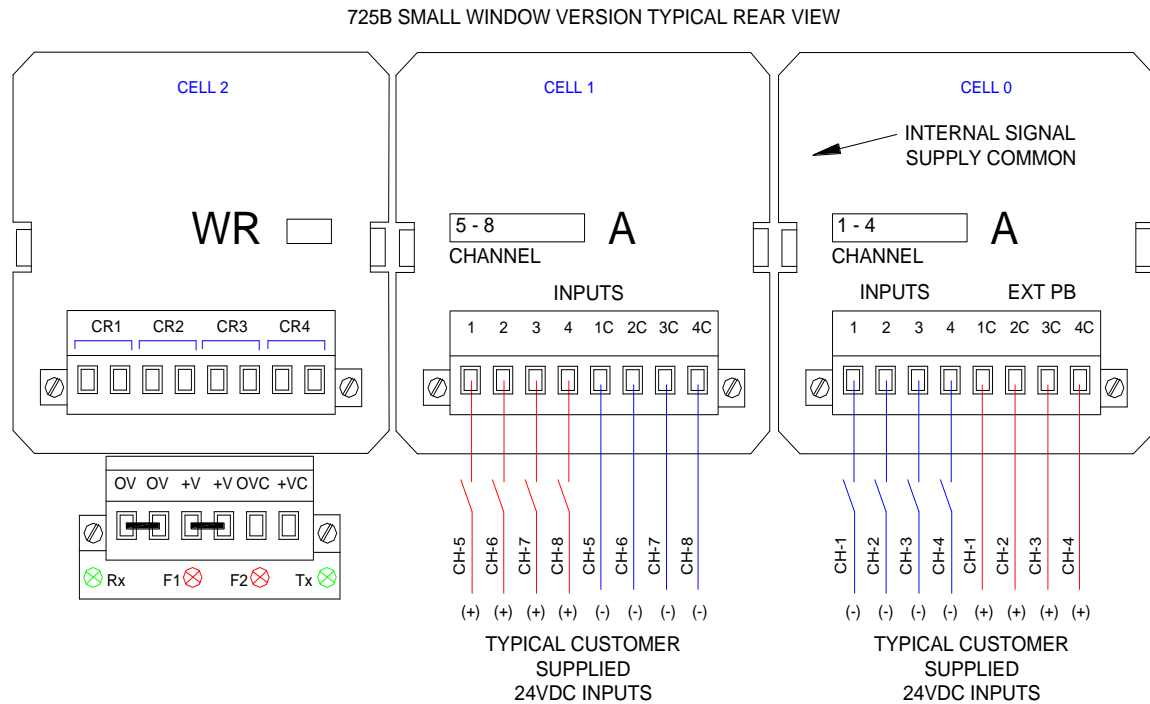 725B SMALL WINDOW VERSION TYPICAL REAR VIEW
CELL 2
WR
CR1 CR2 CR3 CR4
OV OV +V +V OVC +VC
Rx F1 F2 Tx
CELL 1
5 - 8 A
CHANNEL
INPUTS
1 2 3 4 1C 2C 3C 4C
CH-5 CH-6 CH-7 CH-8 CH-5 CH-6 CH-7 CH-8
(+) (+) (+) (+) (-) (-) (-) (-)
TYPICAL CUSTOMER
SUPPLIED
24VDC INPUTS
CELL 0
INTERNAL SIGNAL
SUPPLY COMMON
1 - 4 A
CHANNEL
INPUTS EXT PB
1 2 3 4 1C 2C 3C 4C
CH-1 CH-2 CH-3 CH-4 CH-1 CH-2 CH-3 CH-4
(-) (-) (-) (-) (+) (+) (+) (+)
TYPICAL CUSTOMER
SUPPLIED
24VDC INPUTS